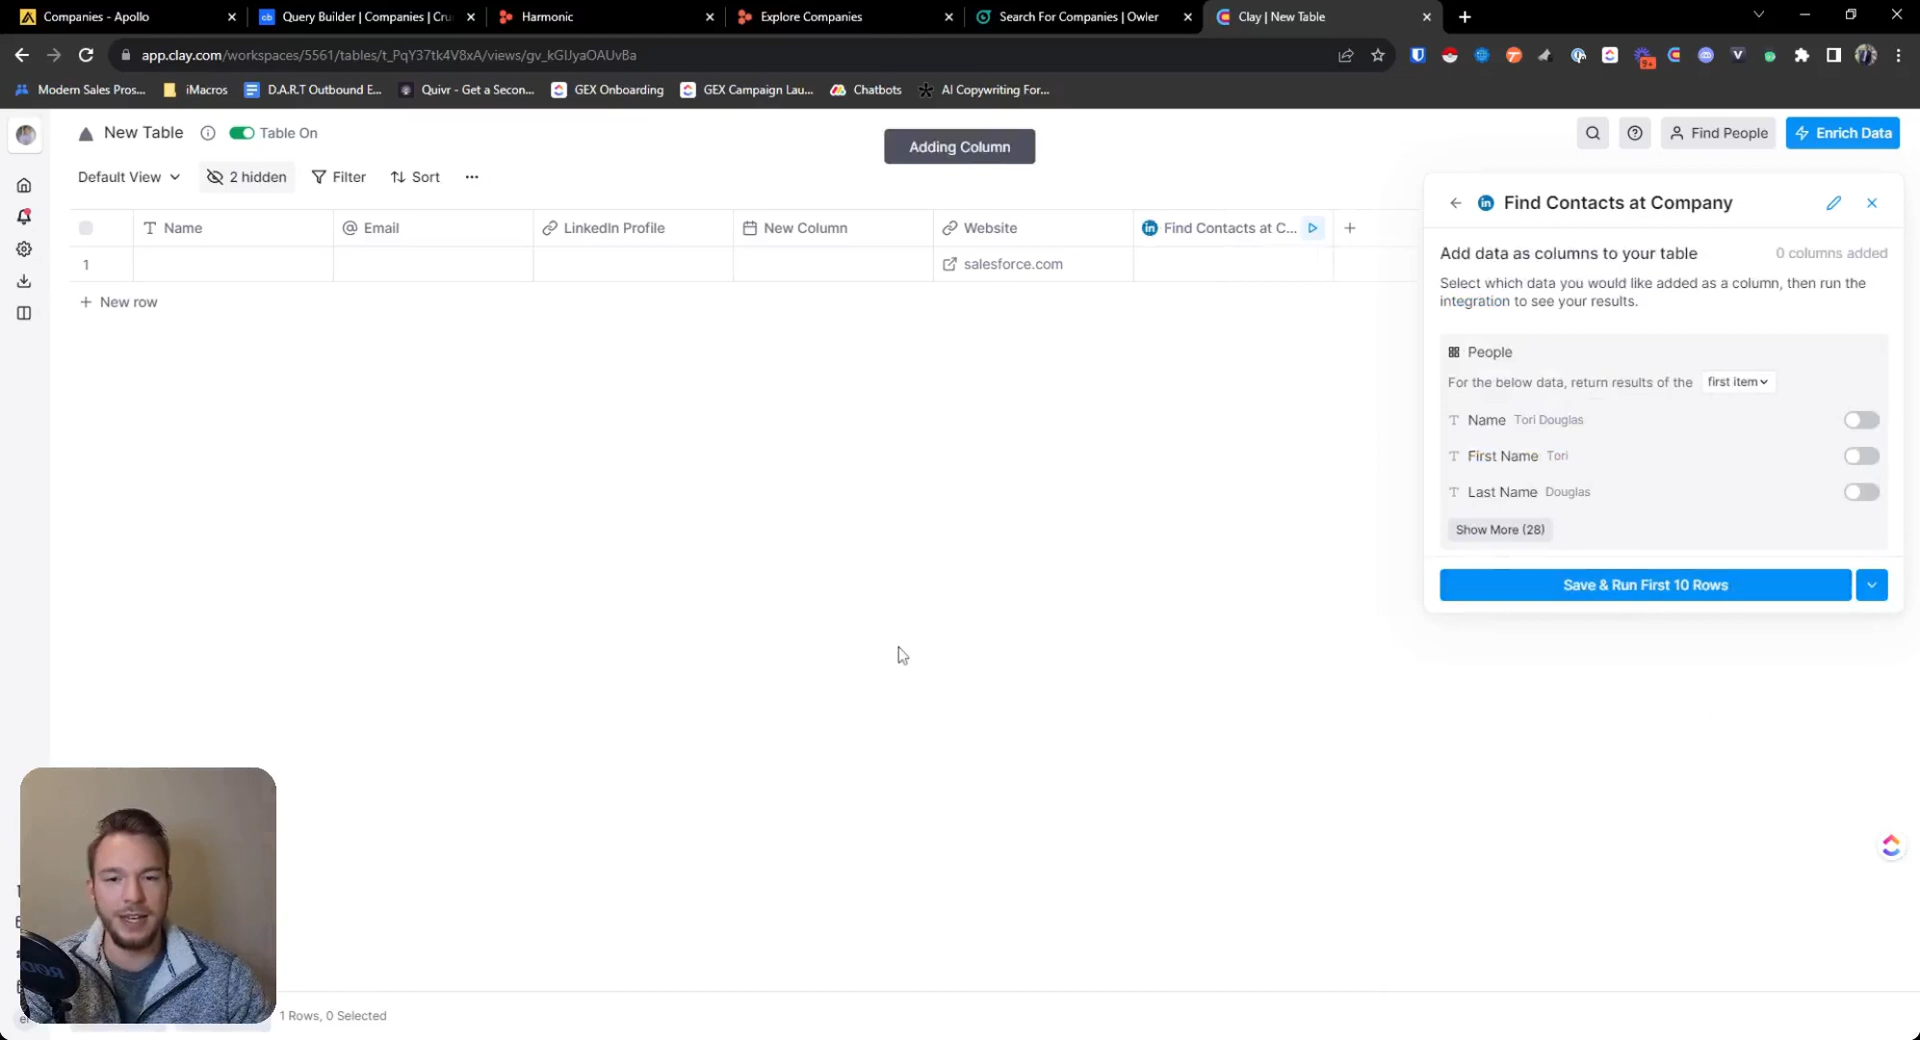 Companies - Apollo
Query Builder | Companies | Cru
Harmonic
Explore Companies
Search For Companies | Owler
Clay | New Table
app.clay.com/workspaces/5561/tables/t_PqY37tk4V8xA/views/gv_kGIJyaOAUvBa
9+
Modern Sales Pros...
iMacros
D.A.R.T Outbound E...
Quivr - Get a Secon...
GEX Onboarding
GEX Campaign Lau...
Chatbots
AI Copywriting For...
New Table
Table On
Adding Column
Find People
Enrich Data
Default View
2 hidden
Filter
Sort
Name
Email
LinkedIn Profile
New Column
Website
Find Contacts at C...
1
salesforce.com
New row
Find Contacts at Company
Add data as columns to your table
0 columns added
Select which data you would like added as a column, then run the
integration to see your results.
People
For the below data, return results of the first item
Name Tori Douglas
First Name Tori
Last Name Douglas
Show More (28)
Save & Run First 10 Rows
RØDE
1 Rows, 0 Selected